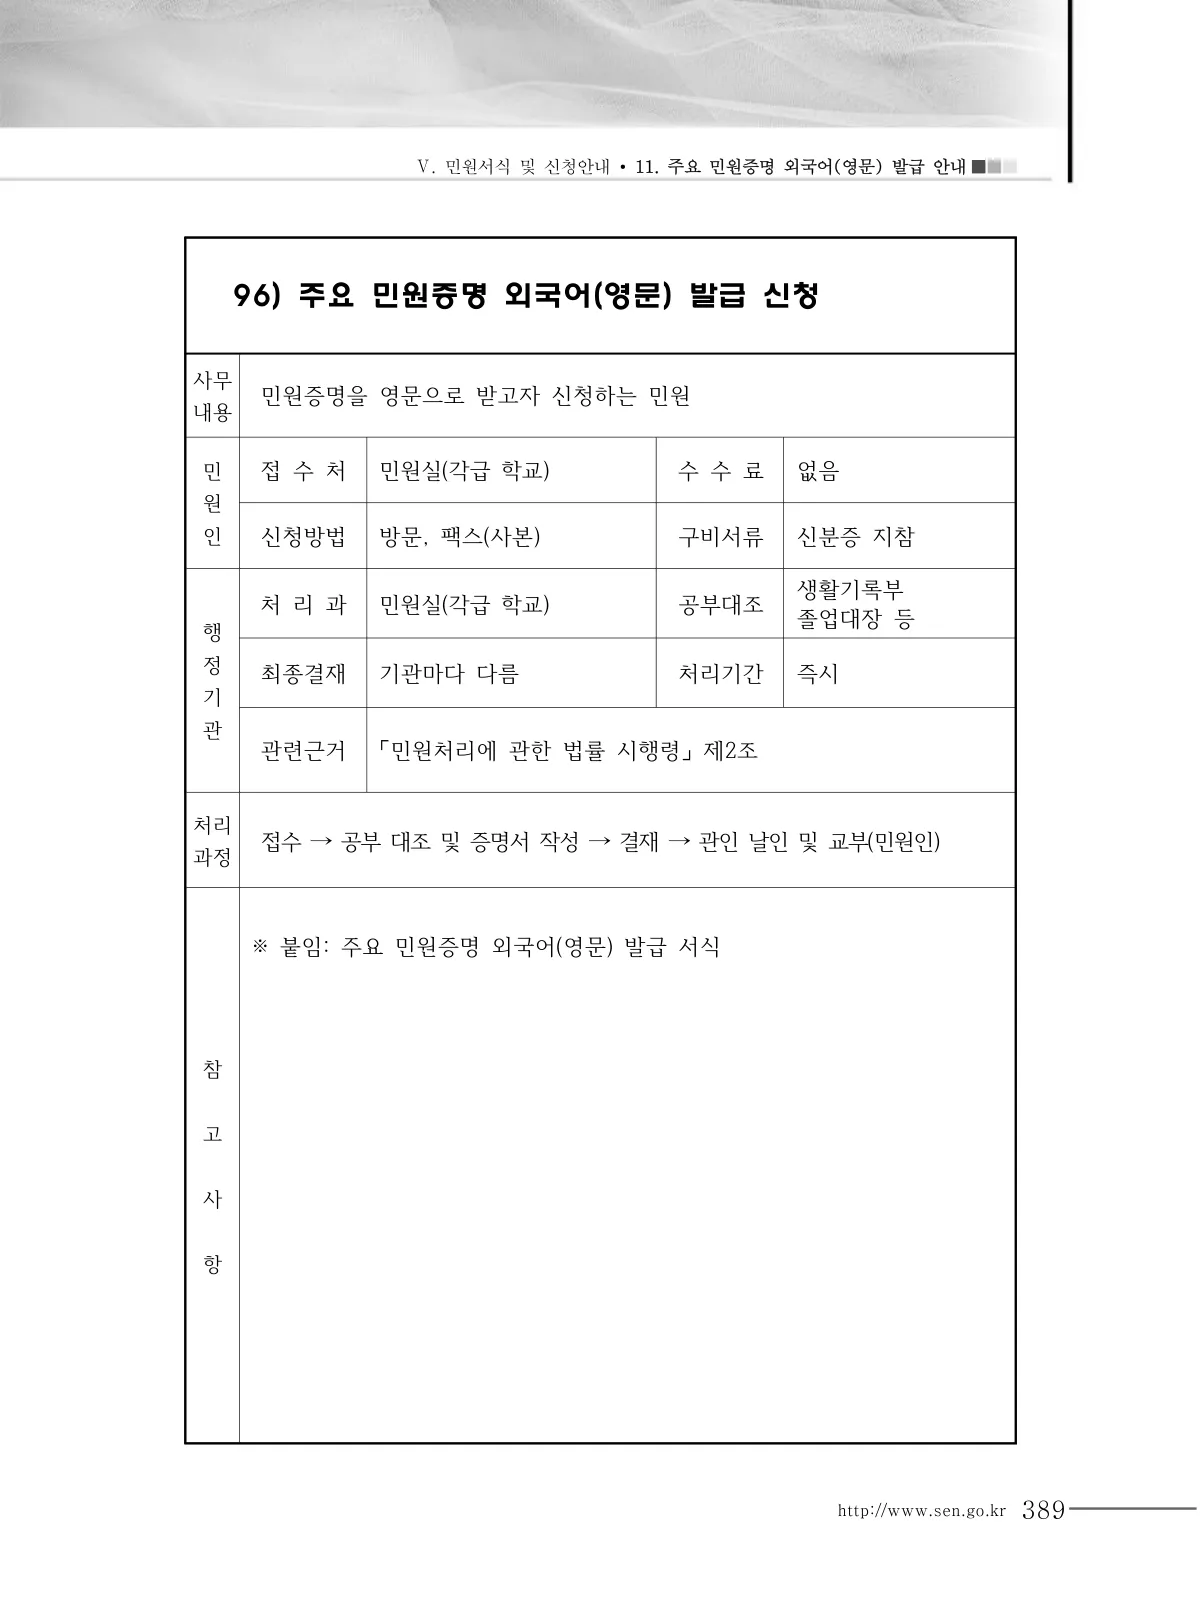 Ⅴ. 민원서식 및 신청안내 • 11. 주요 민원증명 외국어(영문) 발급 안내
96) 주요 민원증명 외국어(영문) 발급 신청
사무
내용
민원증명을 영문으로 받고자 신청하는 민원
민
원
인
접 수 처
민원실(각급 학교)
수 수 료
없음
신청방법
방문, 팩스(사본)
구비서류
신분증 지참
행
정
기
관
처 리 과
민원실(각급 학교)
공부대조
생활기록부
졸업대장 등
최종결재
기관마다 다름
처리기간
즉시
관련근거
「민원처리에 관한 법률 시행령」제2조
처리
과정
접수 → 공부 대조 및 증명서 작성 → 결재 → 관인 날인 및 교부(민원인)
참
고
사
항
※ 붙임: 주요 민원증명 외국어(영문) 발급 서식
http://www.sen.go.kr 389